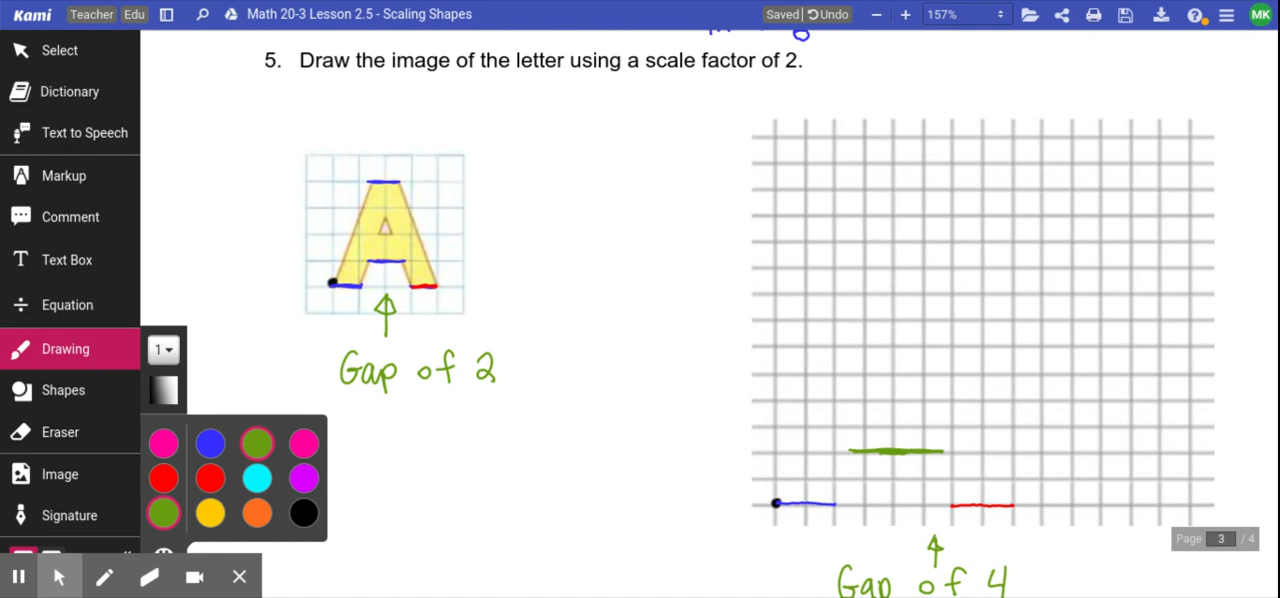 Kami Teacher Edu Math 20-3 Lesson 2.5 - Scaling Shapes Saved Undo 157% MK
5. Draw the image of the letter using a scale factor of 2.
Select
Dictionary
Text to Speech
Markup
Comment
Text Box
Equation
Drawing
1
Shapes
Eraser
Image
Signature
A
Gap of 2
Page 3 / 4
Gap of 4